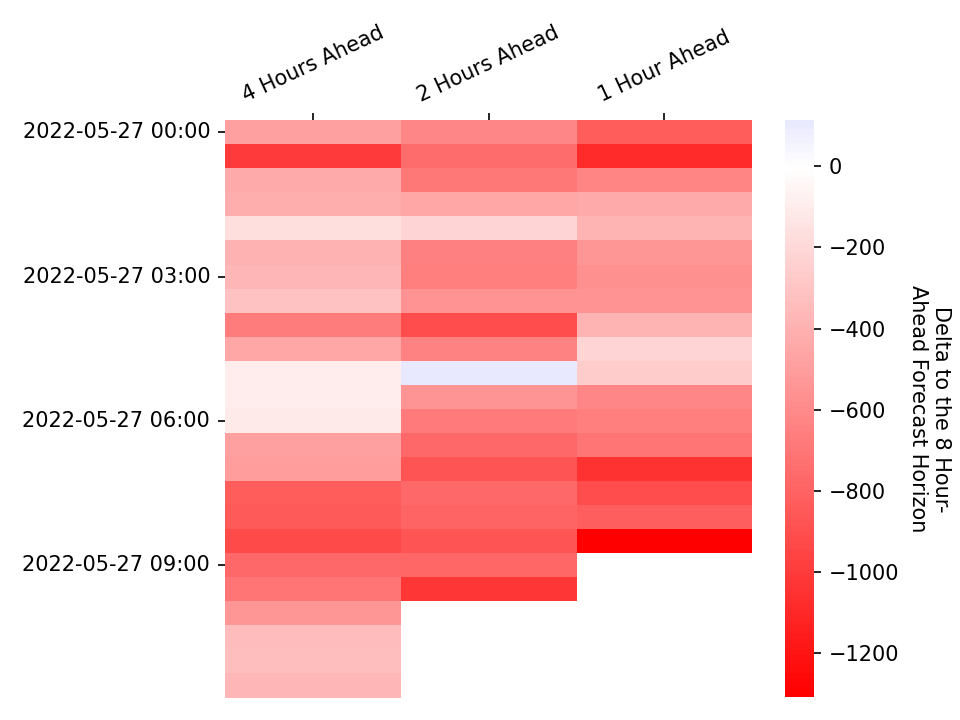 4 Hours Ahead
2 Hours Ahead
1 Hour Ahead
2022-05-27 00:00
2022-05-27 03:00
2022-05-27 06:00
2022-05-27 09:00
0
−200
−400
−600
−800
−1000
−1200
Delta to the 8 Hour-
Ahead Forecast Horizon